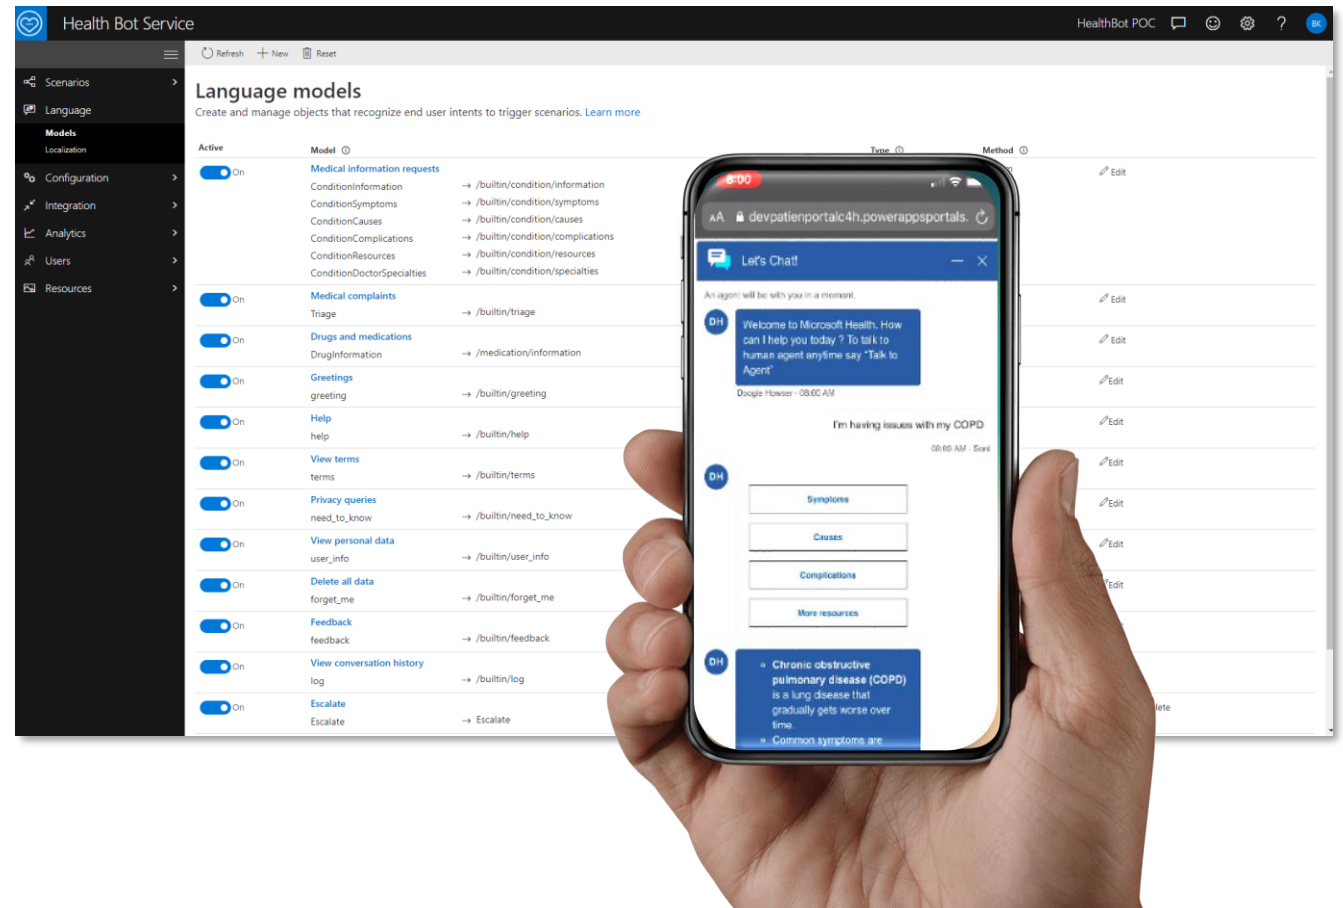 Health Bot Service
HealthBot POC
?
BK
Refresh
New
Reset
Scenarios
Language
Models
Localization
Configuration
Integration
Analytics
Users
Resources
Language models
Create and manage objects that recognize end user intents to trigger scenarios. Learn more
Active Model Type Method
On Medical information requests Edit
ConditionInformation → /builtin/condition/information
ConditionSymptoms → /builtin/condition/symptoms
ConditionCauses → /builtin/condition/causes
ConditionComplications → /builtin/condition/complications
ConditionResources → /builtin/condition/resources
ConditionDoctorSpecialties → /builtin/condition/specialties
On Medical complaints Edit
Triage → /builtin/triage
On Drugs and medications Edit
DrugInformation → /medication/information
On Greetings Edit
greeting → /builtin/greeting
On Help Edit
help → /builtin/help
On View terms Edit
terms → /builtin/terms
On Privacy queries Edit
need_to_know → /builtin/need_to_know
On View personal data Edit
user_info → /builtin/user_info
On Delete all data Edit
forget_me → /builtin/forget_me
On Feedback
feedback → /builtin/feedback
On View conversation history
log → /builtin/log
On Escalate lete
Escalate → Escalate
8:00
AA devpatienportalc4h.powerappsportals.
Let's Chat!
An agent will be with you in a moment.
DH
Welcome to Microsoft Health. How
can I help you today ? To talk to
human agent anytime say "Talk to
Agent"
Doogie Howser - 08:00 AM
I'm having issues with my COPD
08:00 AM - Sent
DH
Symptoms
Causes
Complications
More resources
DH
Chronic obstructive
pulmonary disease (COPD)
is a lung disease that
gradually gets worse over
time.
Common symptoms are